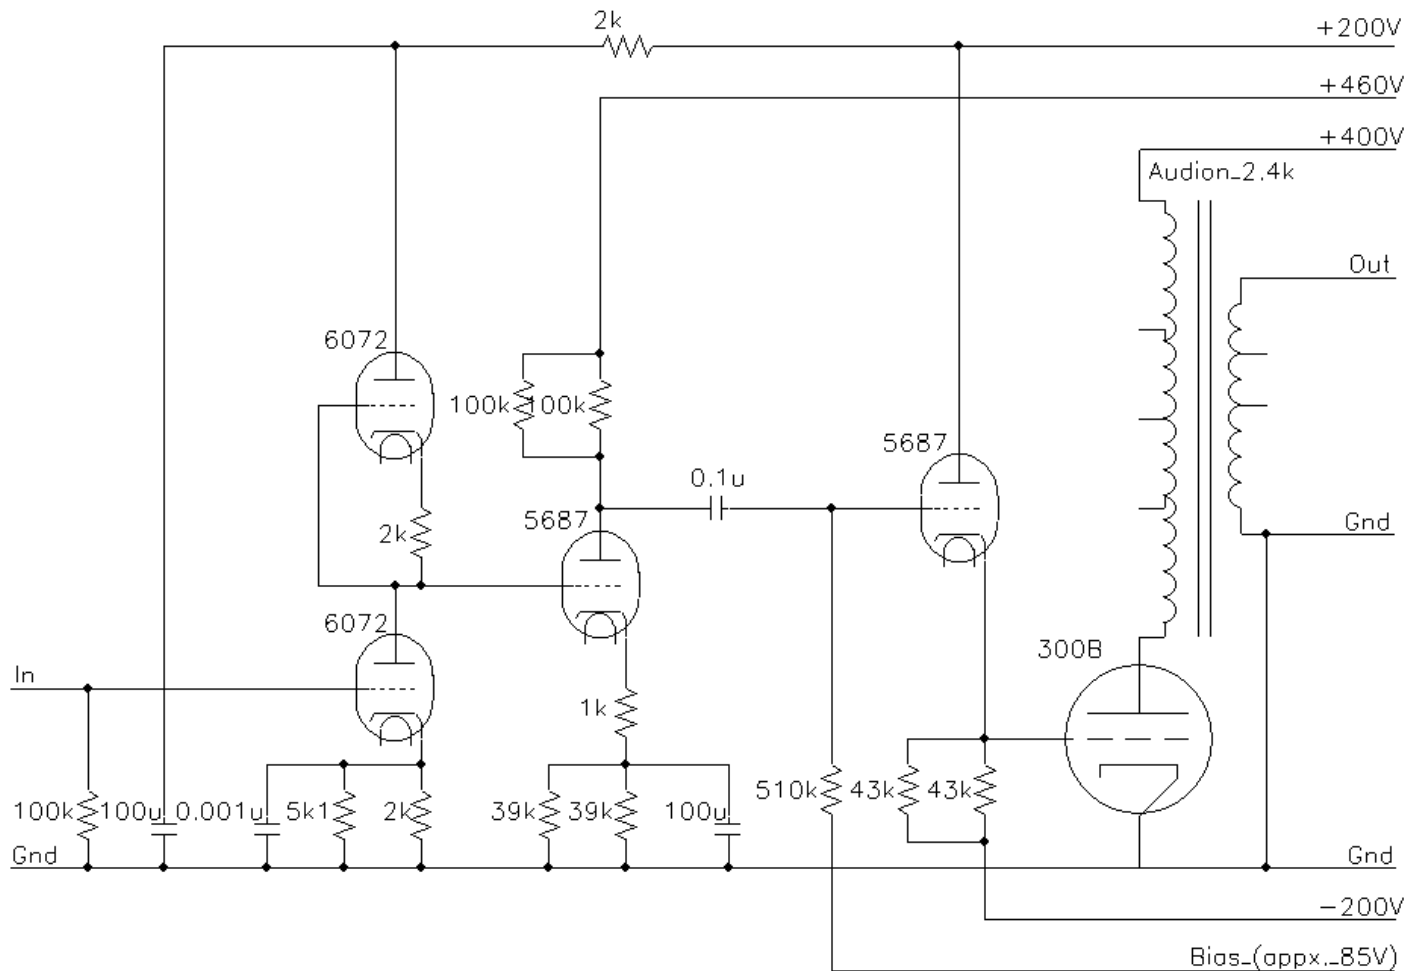 2k
+200V
+460V
+400V
Audion_2.4k
Out
6072
100k
100k
5687
0.1u
5687
2k
Gnd
6072
300B
In
1k
100k
100u
0.001u
5k1
2k
39k
39k
100u
510k
43k
43k
Gnd
Gnd
-200V
Bias_(appx._85V)